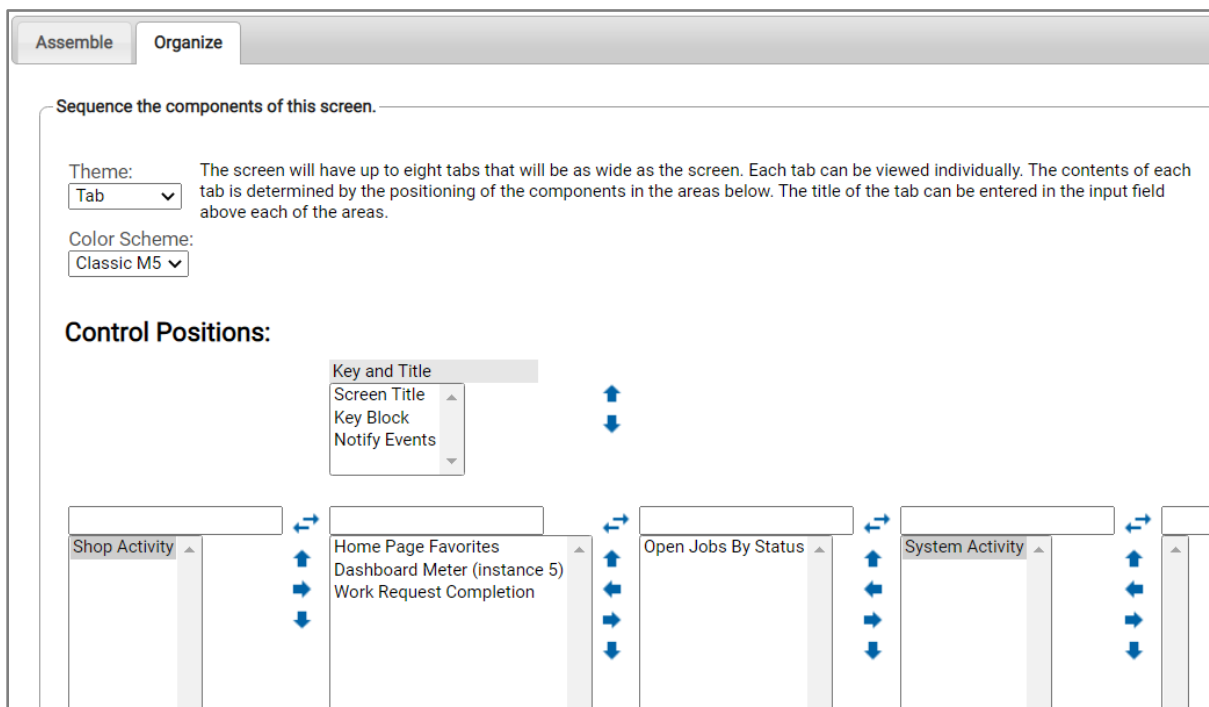 Assemble
Organize
Sequence the components of this screen.
Theme:
Tab
The screen will have up to eight tabs that will be as wide as the screen. Each tab can be viewed individually. The contents of each
tab is determined by the positioning of the components in the areas below. The title of the tab can be entered in the input field
above each of the areas.
Color Scheme:
Classic M5
Control Positions:
Key and Title
Screen Title
Key Block
Notify Events
Shop Activity
Home Page Favorites
Dashboard Meter (instance 5)
Work Request Completion
Open Jobs By Status
System Activity